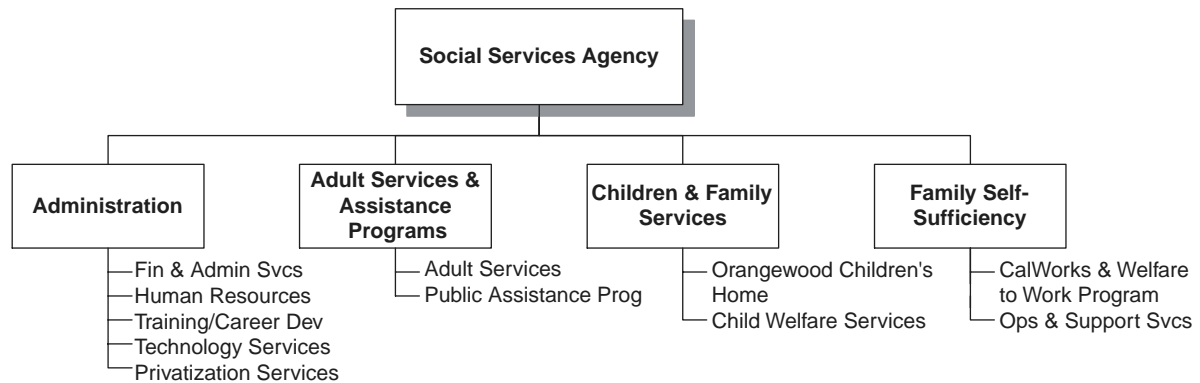 Social Services Agency
Administration
Adult Services &
Assistance
Programs
Children & Family
Services
Family Self-
Sufficiency
Fin & Admin Svcs
Human Resources
Training/Career Dev
Technology Services
Privatization Services
Adult Services
Public Assistance Prog
Orangewood Children's
Home
Child Welfare Services
CalWorks & Welfare
to Work Program
Ops & Support Svcs